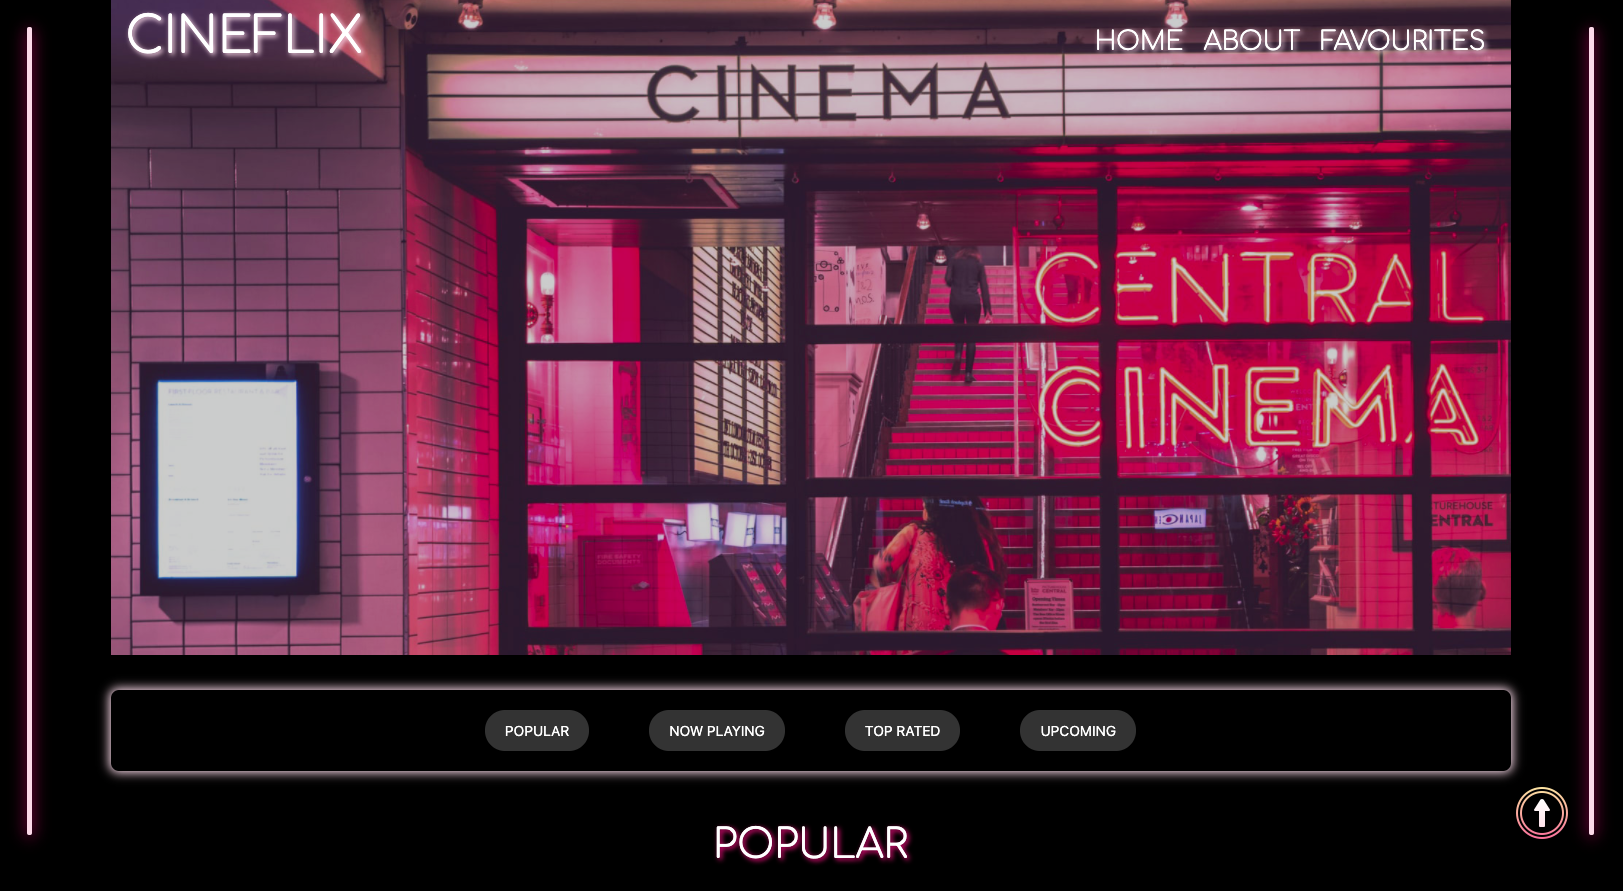 CINEFLIX
HOME ABOUT FAVOURITES
CINEMA
CENTRAL
CINEMA
TUREHOUSE
ENTRAL
POPULAR NOW PLAYING TOP RATED UPCOMING
POPULAR